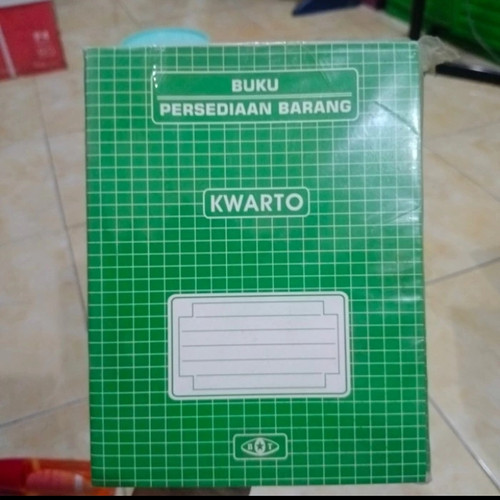 BUKU
PERSEDIAAN BARANG
KWARTO
B T